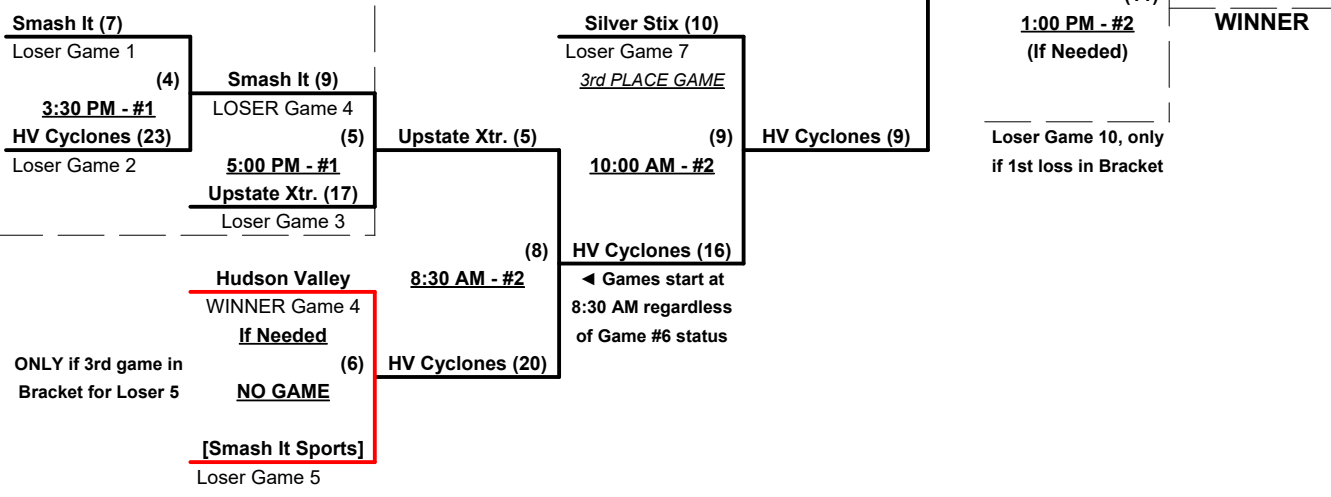 Smash It (7)
Loser Game 1
(4)
3:30 PM - #1
HV Cyclones (23)
Loser Game 2
Smash It (9)
LOSER Game 4
(5)
5:00 PM - #1
Upstate Xtr. (17)
Loser Game 3
Hudson Valley
WINNER Game 4
If Needed
(6)
NO GAME
ONLY if 3rd game in
Bracket for Loser 5
[Smash It Sports]
Loser Game 5
Upstate Xtr. (5)
(8)
8:30 AM - #2
HV Cyclones (20)
Silver Stix (10)
Loser Game 7
3rd PLACE GAME
(9)
10:00 AM - #2
HV Cyclones (16)
◄ Games start at
8:30 AM regardless
of Game #6 status
HV Cyclones (9)
1:00 PM - #2
(If Needed)
Loser Game 10, only
if 1st loss in Bracket
WINNER